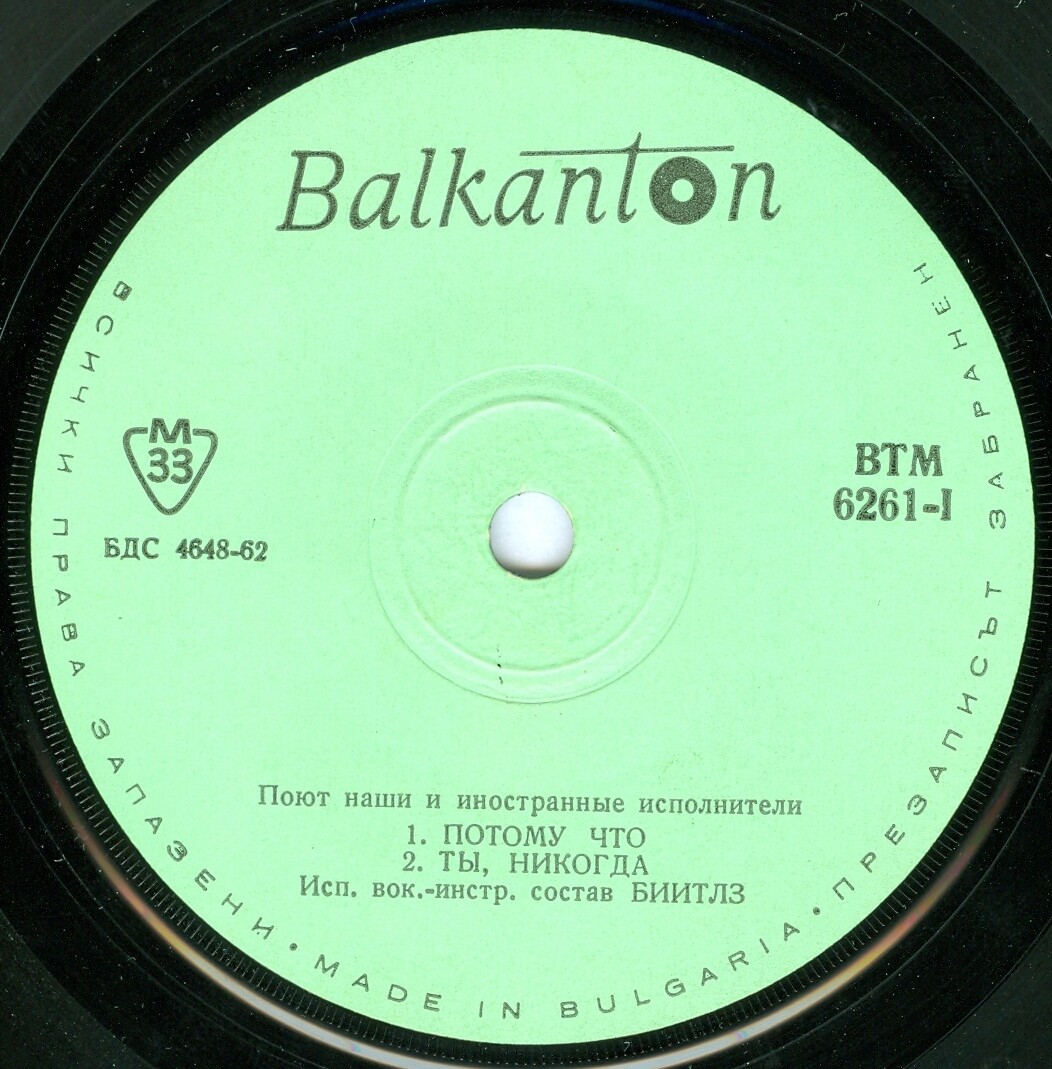 Balkanton
М
33
БДС 4648-62
ВТМ
6261-I
Поют наши и иностранные исполнители
1. ПОТОМУ ЧТО
2. ТЫ, НИКОГДА
Исп. вок.-инстр. состав БИИТЛЗ
ВСИЧКИ ПРАВА ЗАПАЗЕНИ • MADE IN BULGARIA • ПРЕЗАПИСЪТ ЗАБРАНЕН